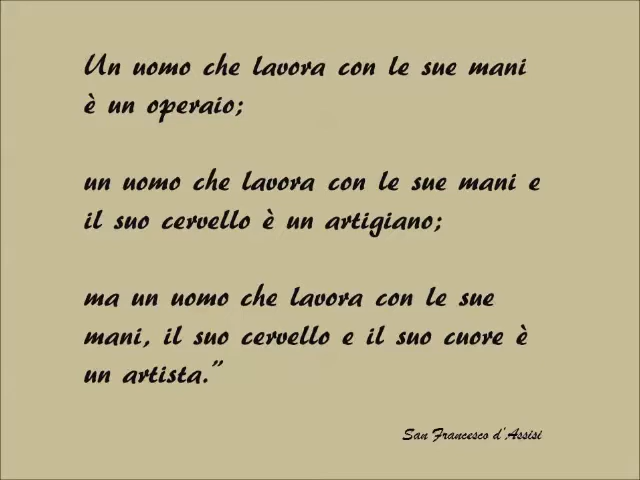 Un uomo che lavora con le sue mani
è un operaio;
un uomo che lavora con le sue mani e
il suo cervello è un artigiano;
ma un uomo che lavora con le sue
mani, il suo cervello e il suo cuore è
un artista.”
San Francesco d'Assisi